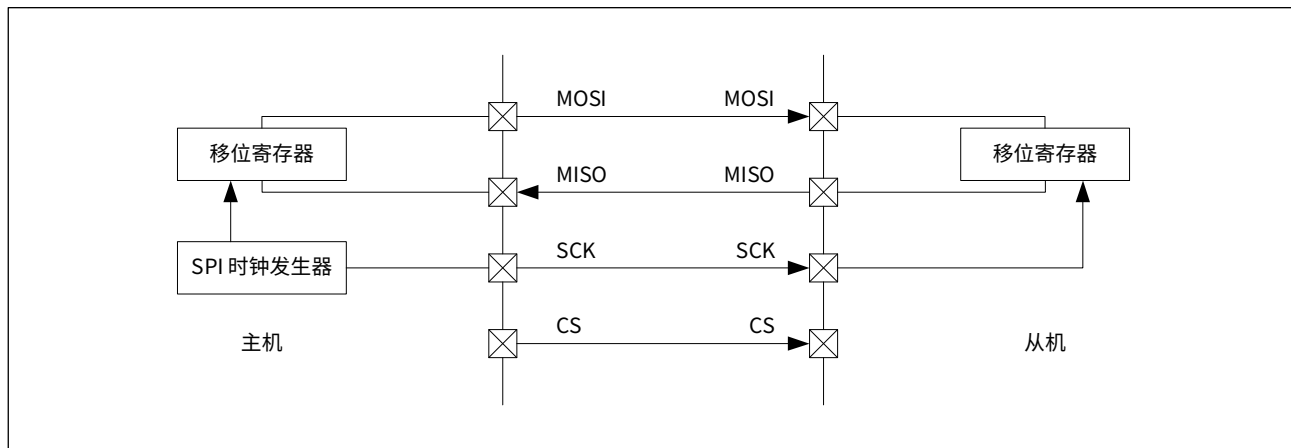 MOSI MOSI
移位寄存器 移位寄存器
MISO MISO
SPI 时钟发生器
SCK SCK
CS CS
主机 从机